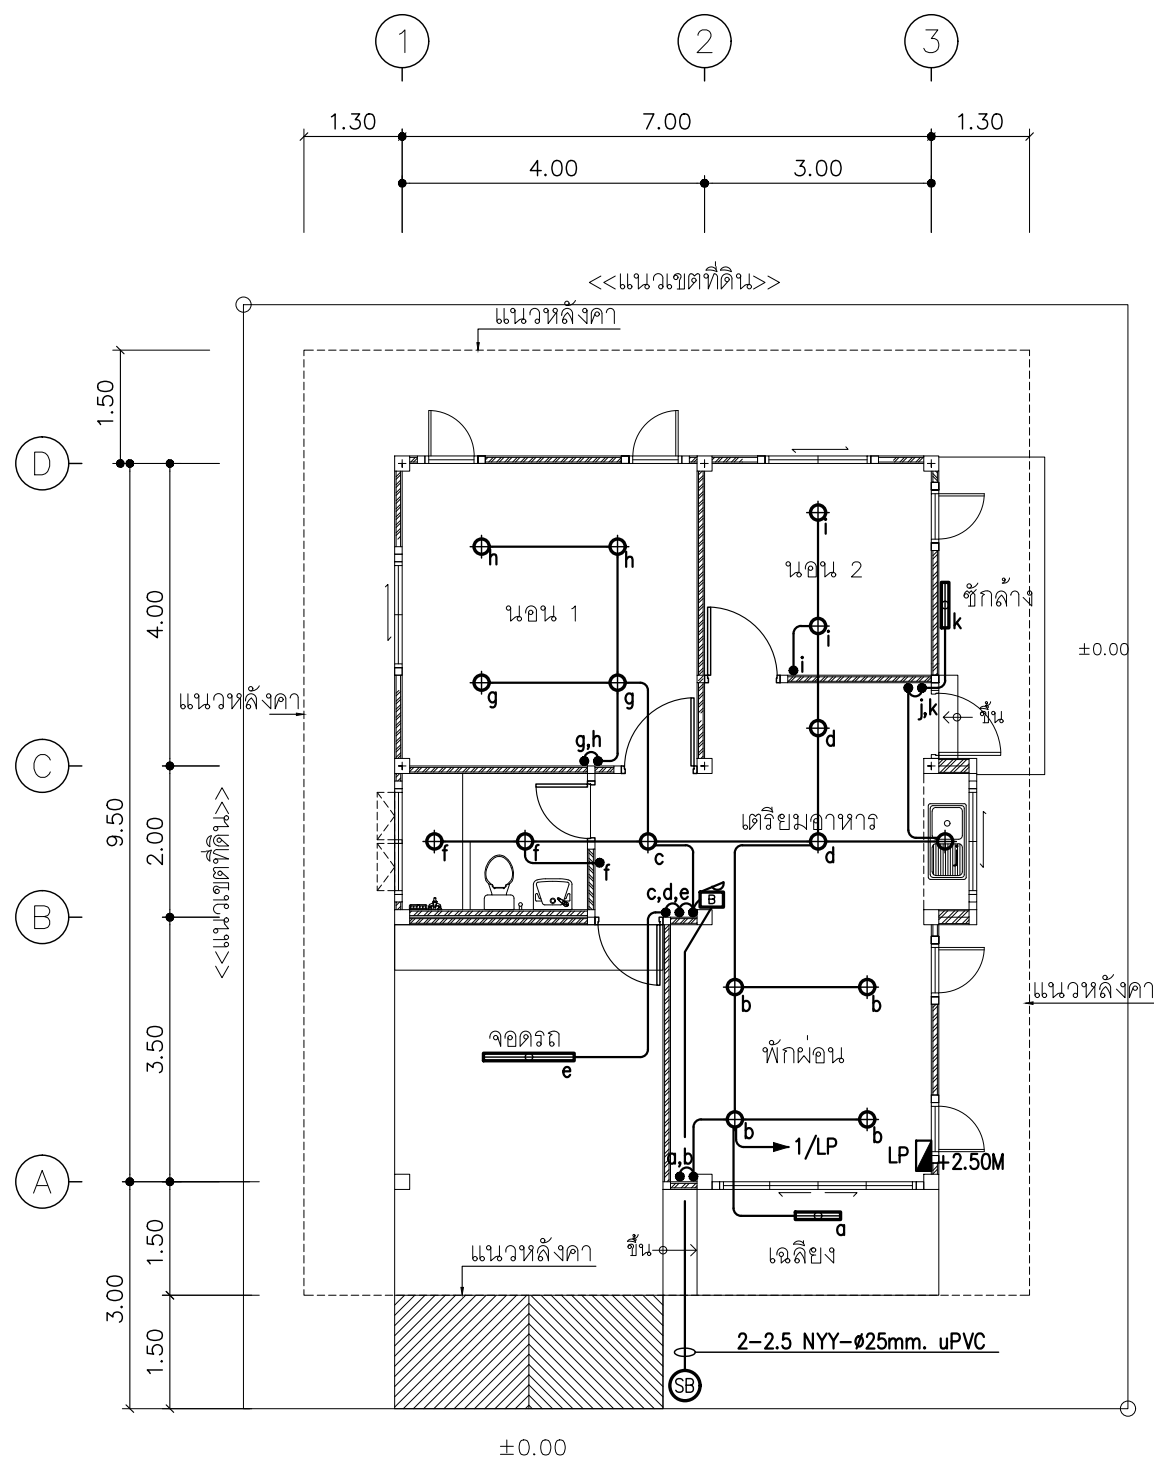 1 2 3
1.30 7.00 1.30
4.00 3.00
<<แนวเขตที่ดิน>>
แนวหลังคา
1.50
D
h h
i
นอน 1
นอน 2
ซักล้าง
k
4.00
i
i
±0.00
g g
แนวหลังคา
j,k
ขึ้น
d
g,h
C
9.50
2.00
<<แนวเขตที่ดิน>>
เตรียมอาหาร
f f c d j
f
c,d,e
B
B
b b
แนวหลังคา
3.50
จอดรถ
e
พักผ่อน
b b
1/LP
LP
+2.50M
a,b
A
a
1.50
3.00
แนวหลังคา
ขึ้น
เฉลียง
1.50
2-2.5 NYY-ø25mm. uPVC
SB
±0.00